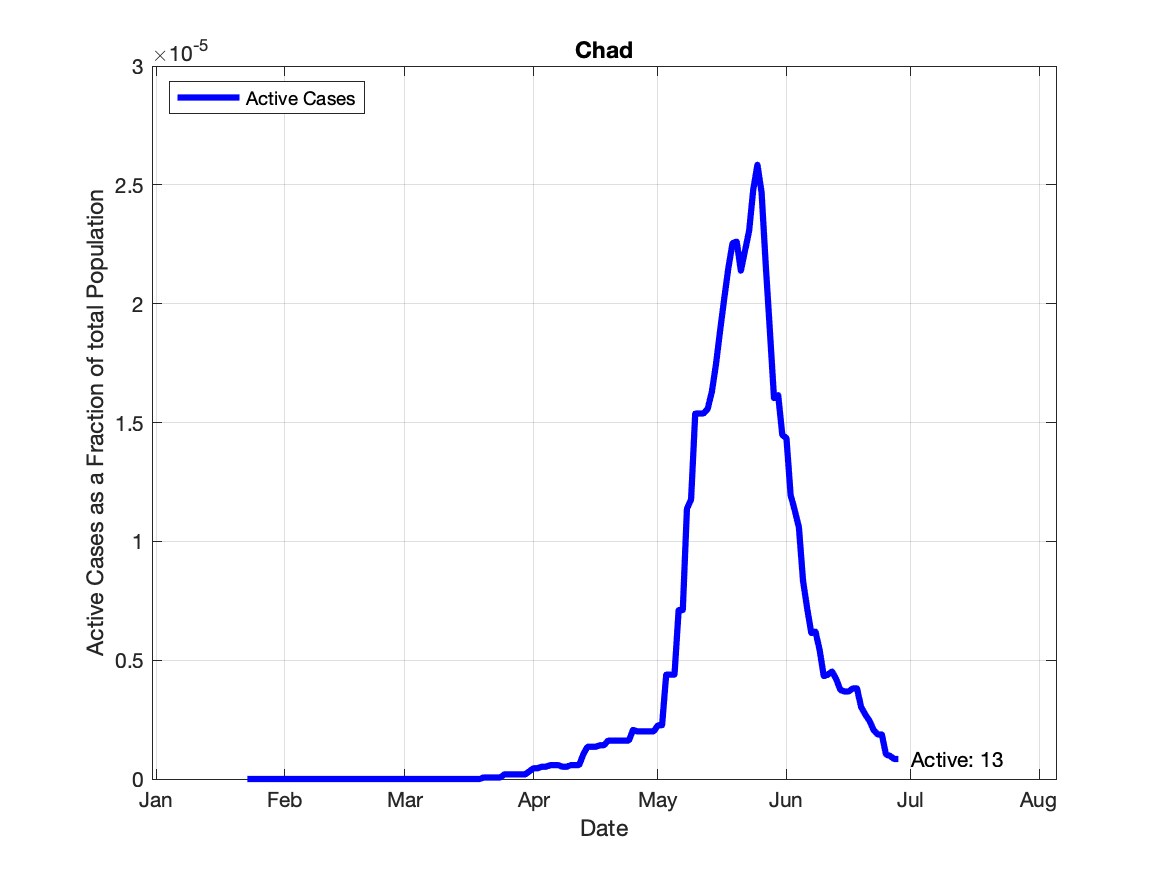 Chad
×10-5
3
2.5
2
1.5
1
0.5
0
Active Cases
Active Cases as a Fraction of total Population
Active: 13
Jan Feb Mar Apr May Jun Jul Aug
Date